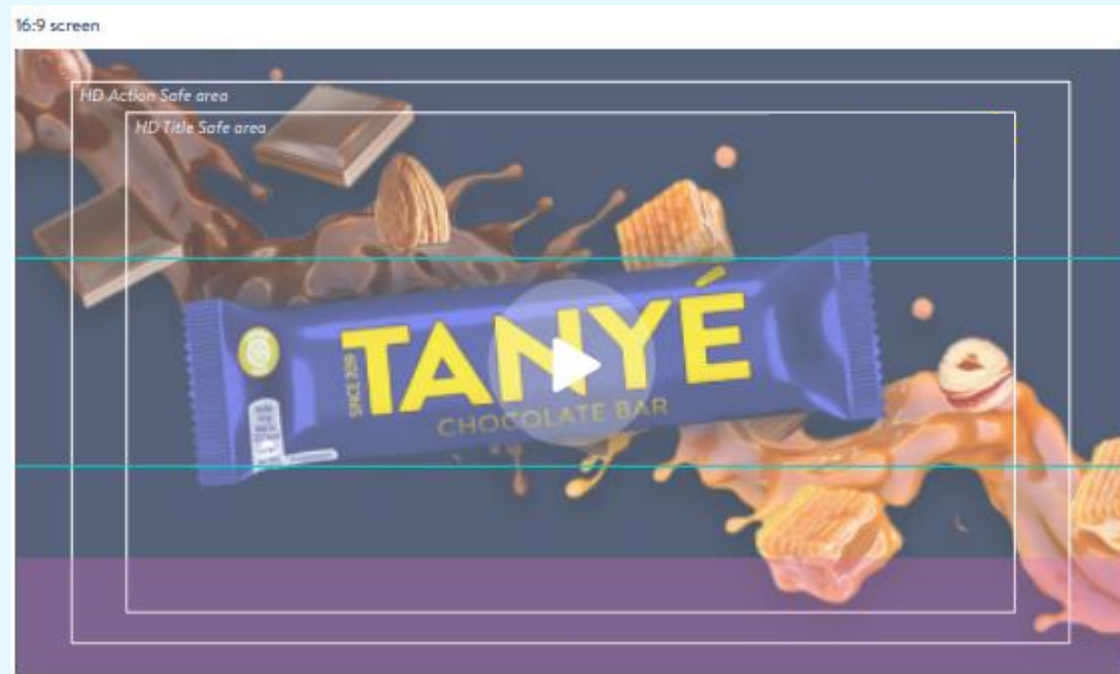 16:9 screen
HD Action Safe area
HD Title Safe area
SINCE 2019
TANYÉ
CHOCOLATE BAR